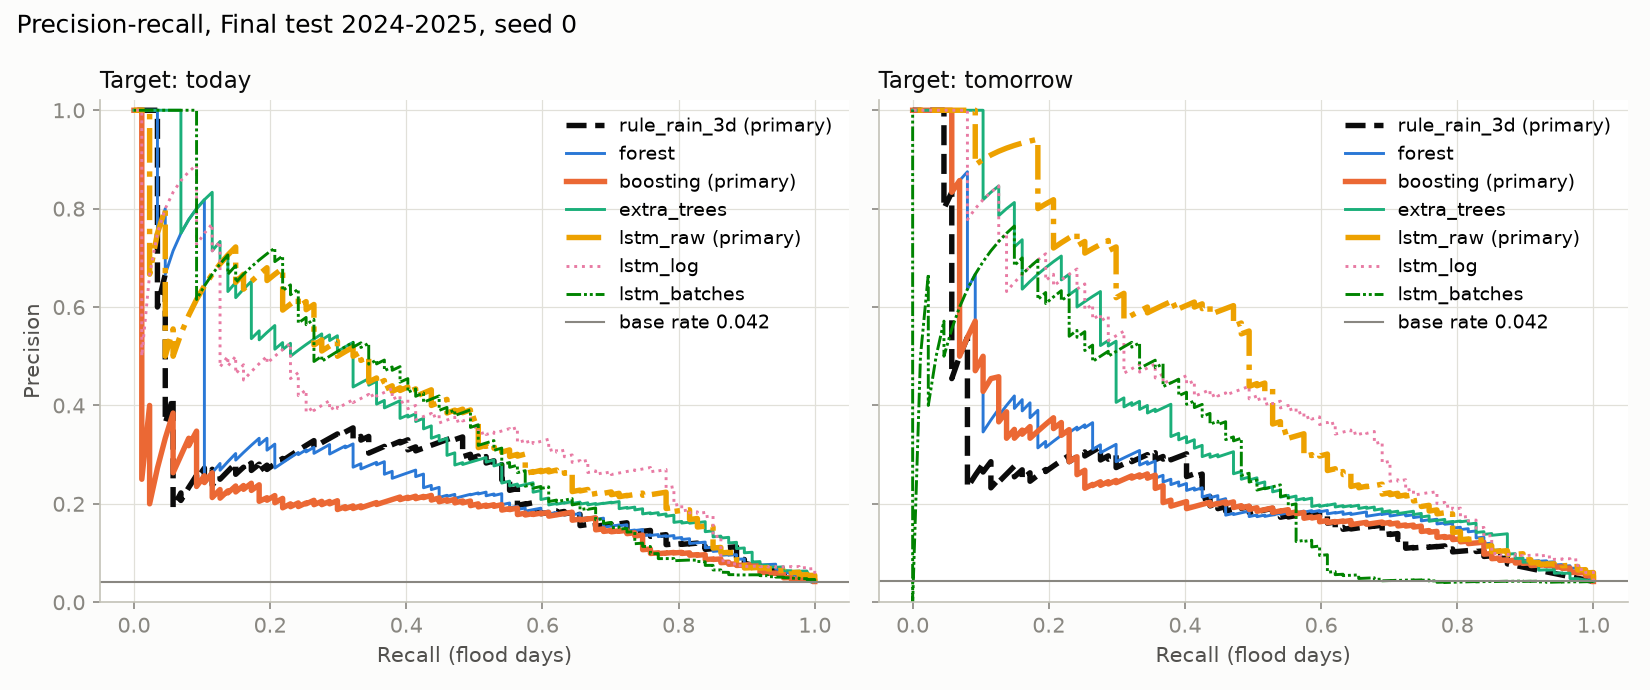 Precision-recall, Final test 2024-2025, seed 0
Target: today
Precision
1.0
0.8
0.6
0.4
0.2
0.0
rule_rain_3d (primary)
forest
boosting (primary)
extra_trees
lstm_raw (primary)
lstm_log
lstm_batches
base rate 0.042
0.0 0.2 0.4 0.6 0.8 1.0
Recall (flood days)
Target: tomorrow
rule_rain_3d (primary)
forest
boosting (primary)
extra_trees
lstm_raw (primary)
lstm_log
lstm_batches
base rate 0.042
0.0 0.2 0.4 0.6 0.8 1.0
Recall (flood days)